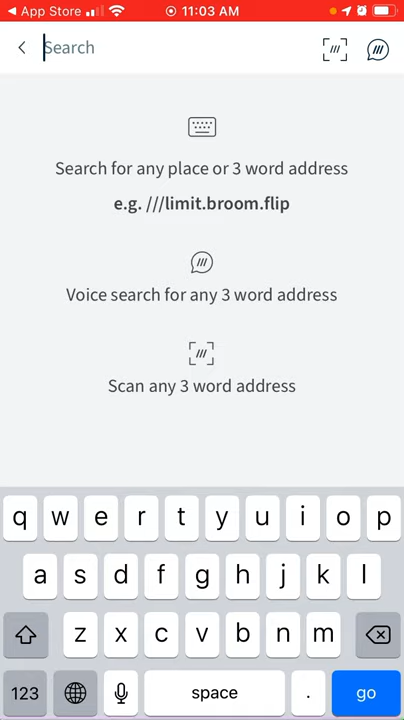 App Store 11:03 AM
Search
Search for any place or 3 word address
e.g. ///limit.broom.flip
Voice search for any 3 word address
Scan any 3 word address
q w e r t y u i o p
a s d f g h j k l
z x c v b n m
123 space . go